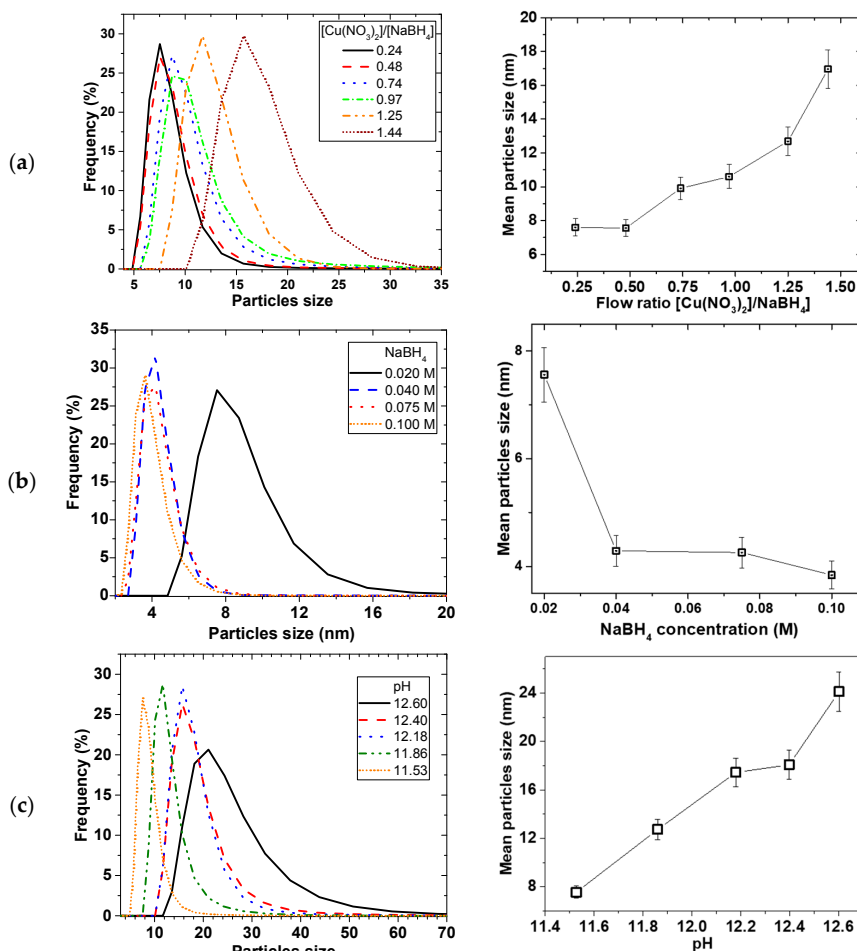 (a)
[Cu(NO3)2]/[NaBH4]
0.24
0.48
0.74
0.97
1.25
1.44
Frequency (%)
30
25
20
15
10
5
0
5 10 15 20 25 30 35
Particles size
Mean particles size (nm)
18
16
14
12
10
8
6
0.25 0.50 0.75 1.00 1.25 1.50
Flow ratio [Cu(NO3)2]/NaBH4]
(b)
NaBH4
0.020 M
0.040 M
0.075 M
0.100 M
Frequency (%)
35
30
25
20
15
10
5
0
4 8 12 16 20
Particles size (nm)
Mean particles size (nm)
8
6
4
0.02 0.04 0.06 0.08 0.10
NaBH4 concentration (M)
(c)
pH
12.60
12.40
12.18
11.86
11.53
Frequency (%)
30
25
20
15
10
5
0
10 20 30 40 50 60 70
Particles size
Mean particles size (nm)
24
20
16
12
8
11.4 11.6 11.8 12.0 12.2 12.4 12.6
pH